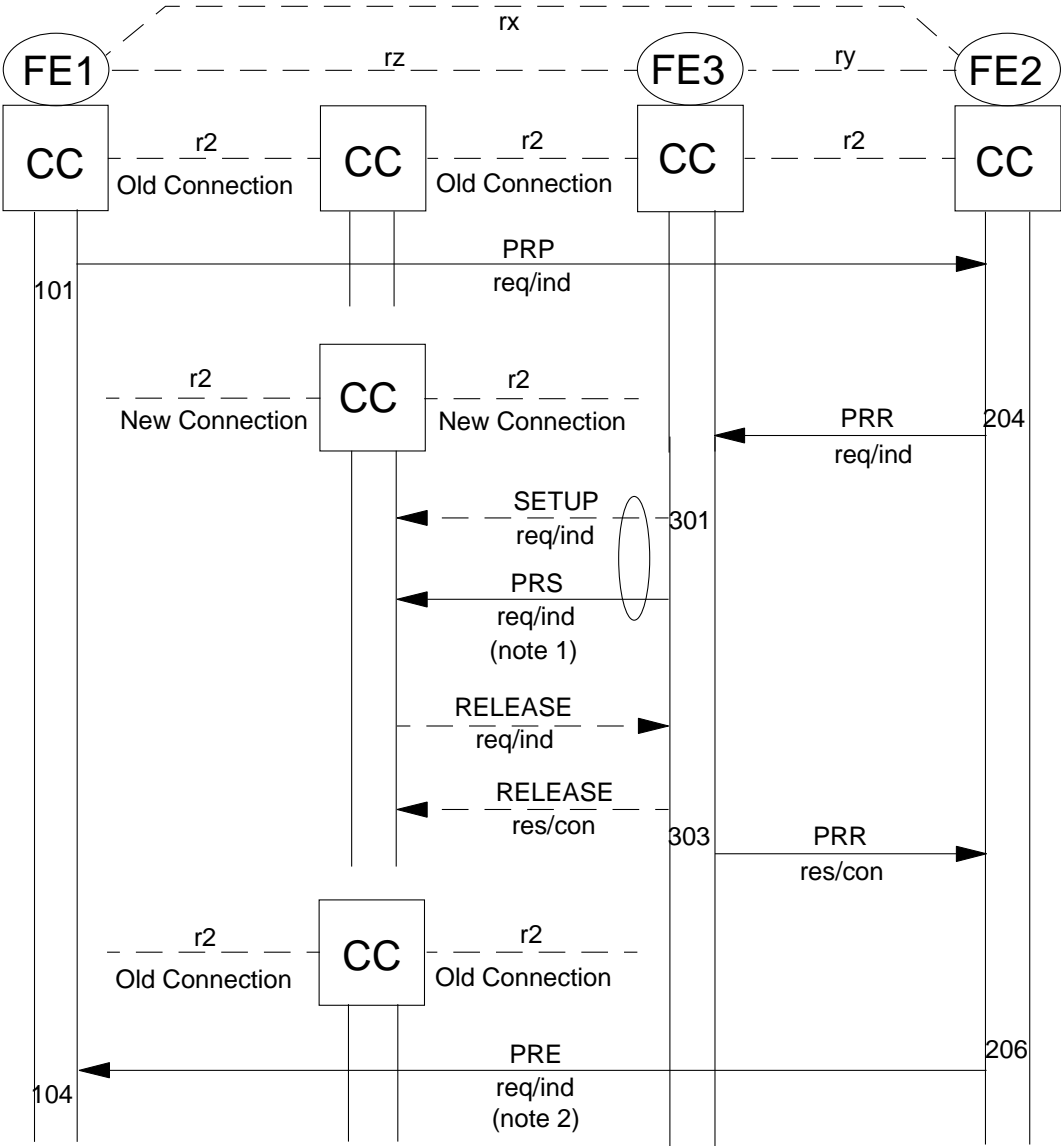 rx
FE1
rz
FE3
ry
FE2
CC
r2
Old Connection
CC
r2
Old Connection
CC
r2
CC
PRP
req/ind
101
r2
New Connection
CC
r2
New Connection
PRR
req/ind
204
SETUP
req/ind
301
PRS
req/ind
(note 1)
RELEASE
req/ind
RELEASE
res/con
303
PRR
res/con
r2
Old Connection
CC
r2
Old Connection
PRE
req/ind
(note 2)
206
104